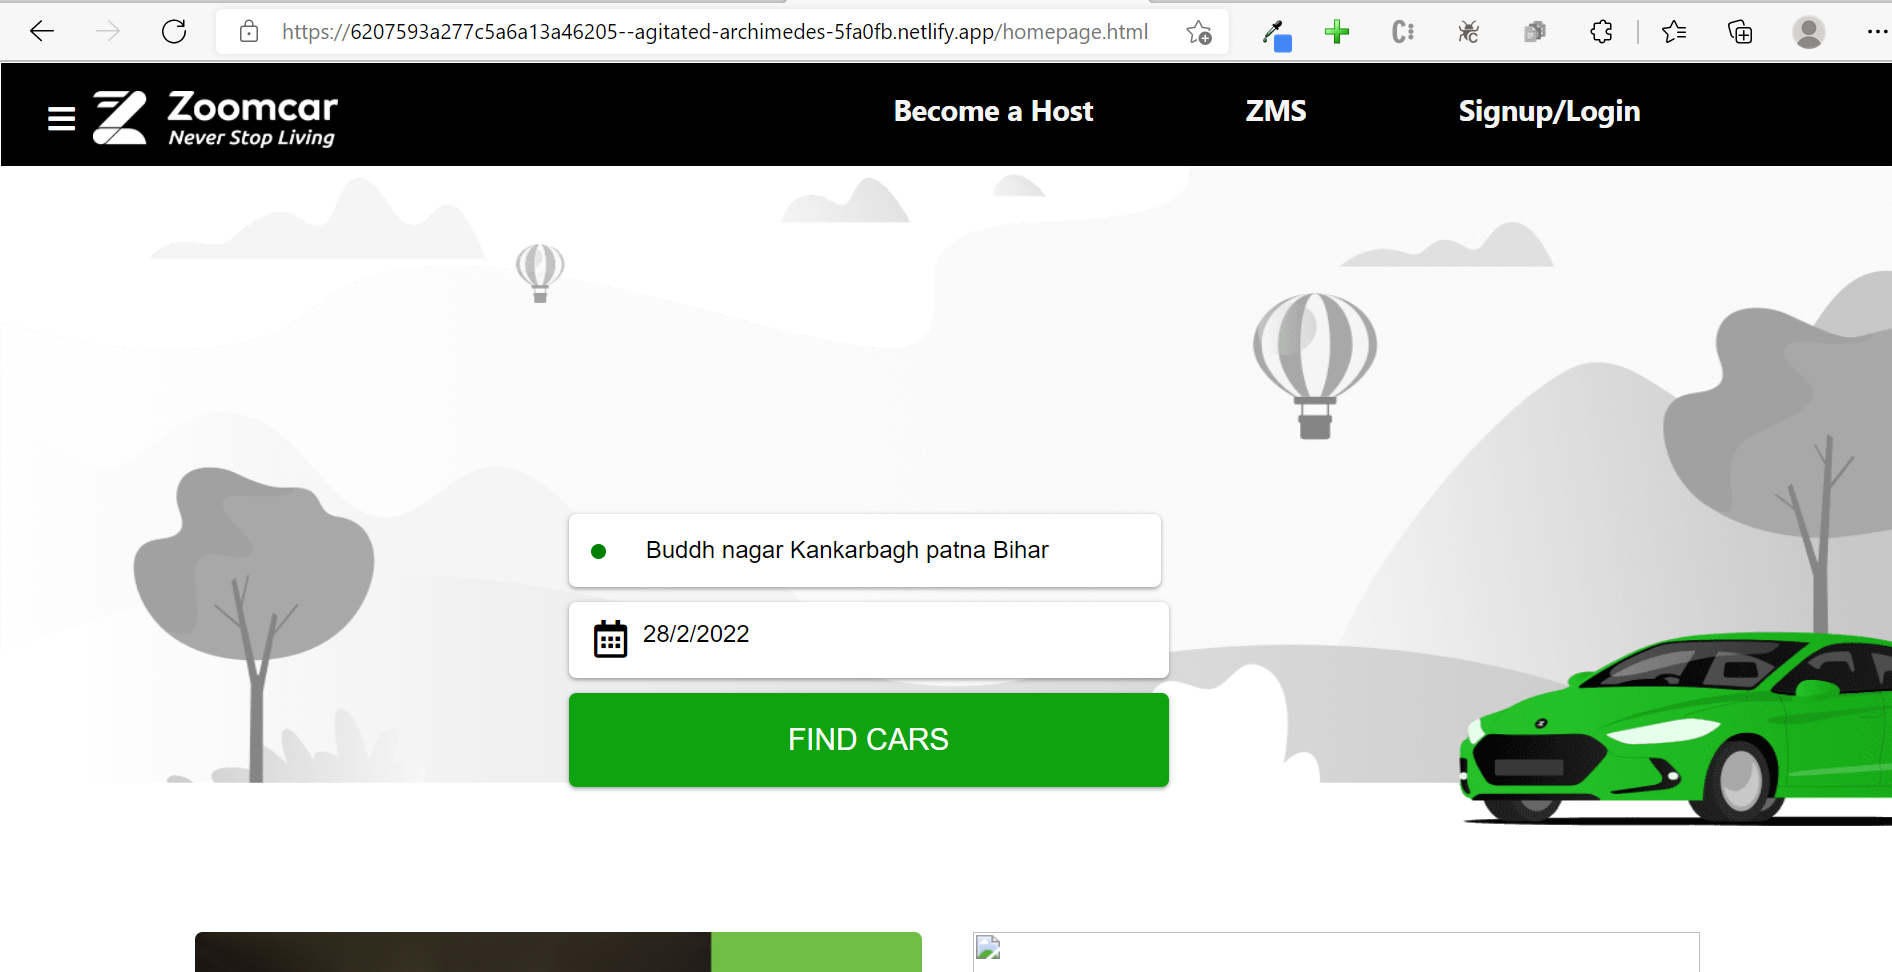 https://6207593a277c5a6a13a46205--agitated-archimedes-5fa0fb.netlify.app/homepage.html
Zoomcar
Never Stop Living
Become a Host
ZMS
Signup/Login
Buddh nagar Kankarbagh patna Bihar
28/2/2022
FIND CARS